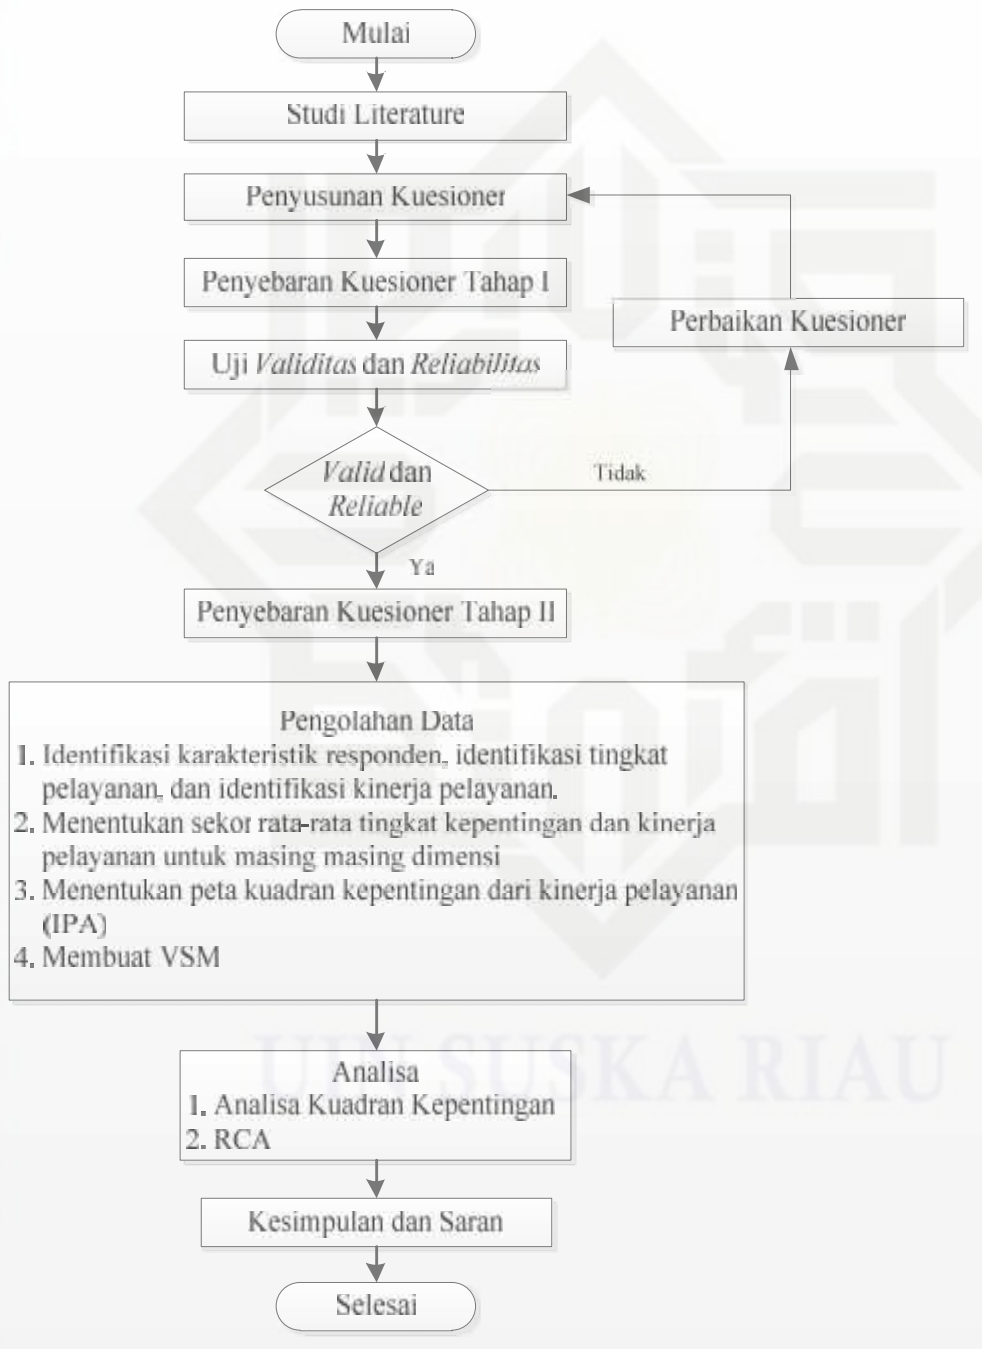 Mulai
Studi Literature
Penyusunan Kuesioner
Penyebaran Kuesioner Tahap I
Perbaikan Kuesioner
Uji Validitas dan Reliabilitas
Valid dan
Reliable
Tidak
Ya
Penyebaran Kuesioner Tahap II
Pengolahan Data
1. Identifikasi karakteristik responden, identifikasi tingkat
pelayanan, dan identifikasi kinerja pelayanan.
2. Menentukan sekor rata-rata tingkat kepentingan dan kinerja
pelayanan untuk masing masing dimensi
3. Menentukan peta kuadran kepentingan dari kinerja pelayanan
(IPA)
4. Membuat VSM
UIN SUSKA RIAU
Analisa
1. Analisa Kuadran Kepentingan
2. RCA
Kesimpulan dan Saran
Selesai